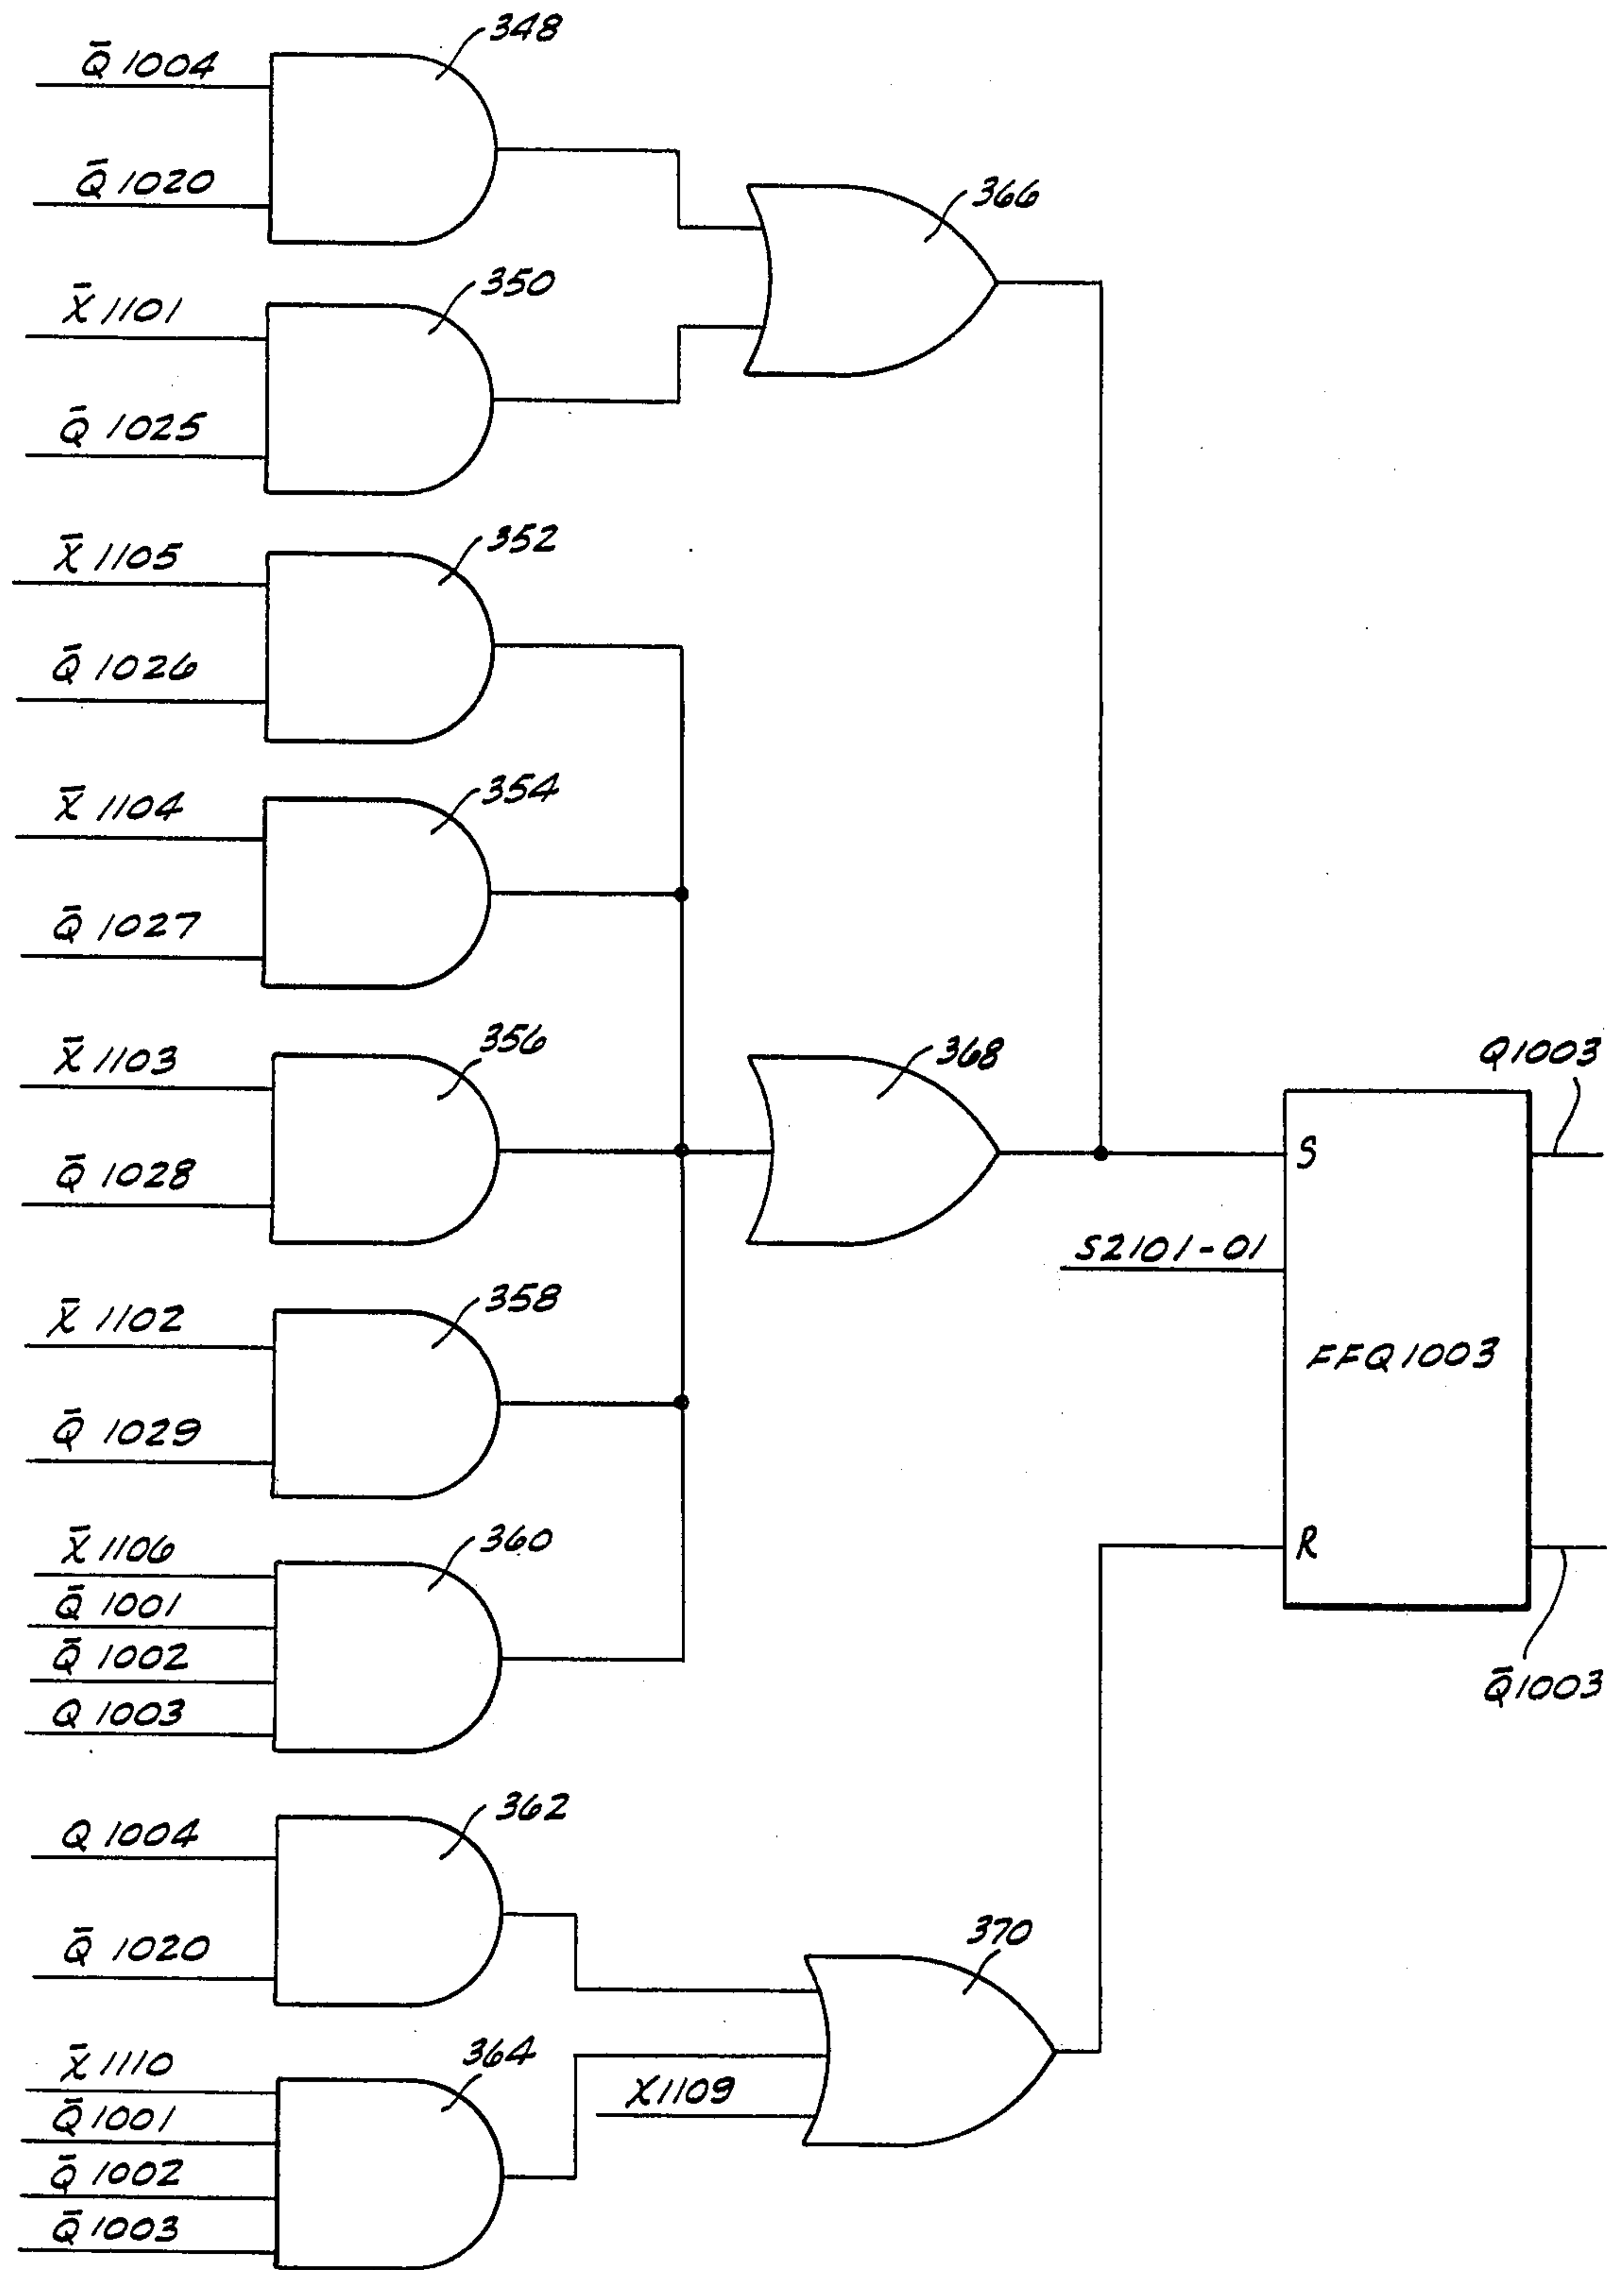 348
Q̄ 1004
Q̄ 1020
366
350
X̄ 1101
Q̄ 1025
352
X̄ 1105
Q̄ 1026
354
X̄ 1104
Q̄ 1027
356
X̄ 1103
Q̄ 1028
368
Q1003
S
S2101-01
358
X̄ 1102
FFQ1003
Q̄ 1029
360
X̄ 1106
R
Q̄ 1001
Q̄ 1002
Q̄1003
Q 1003
362
Q 1004
Q̄ 1020
370
364
X̄ 1110
X1109
Q̄ 1001
Q̄ 1002
Q̄ 1003